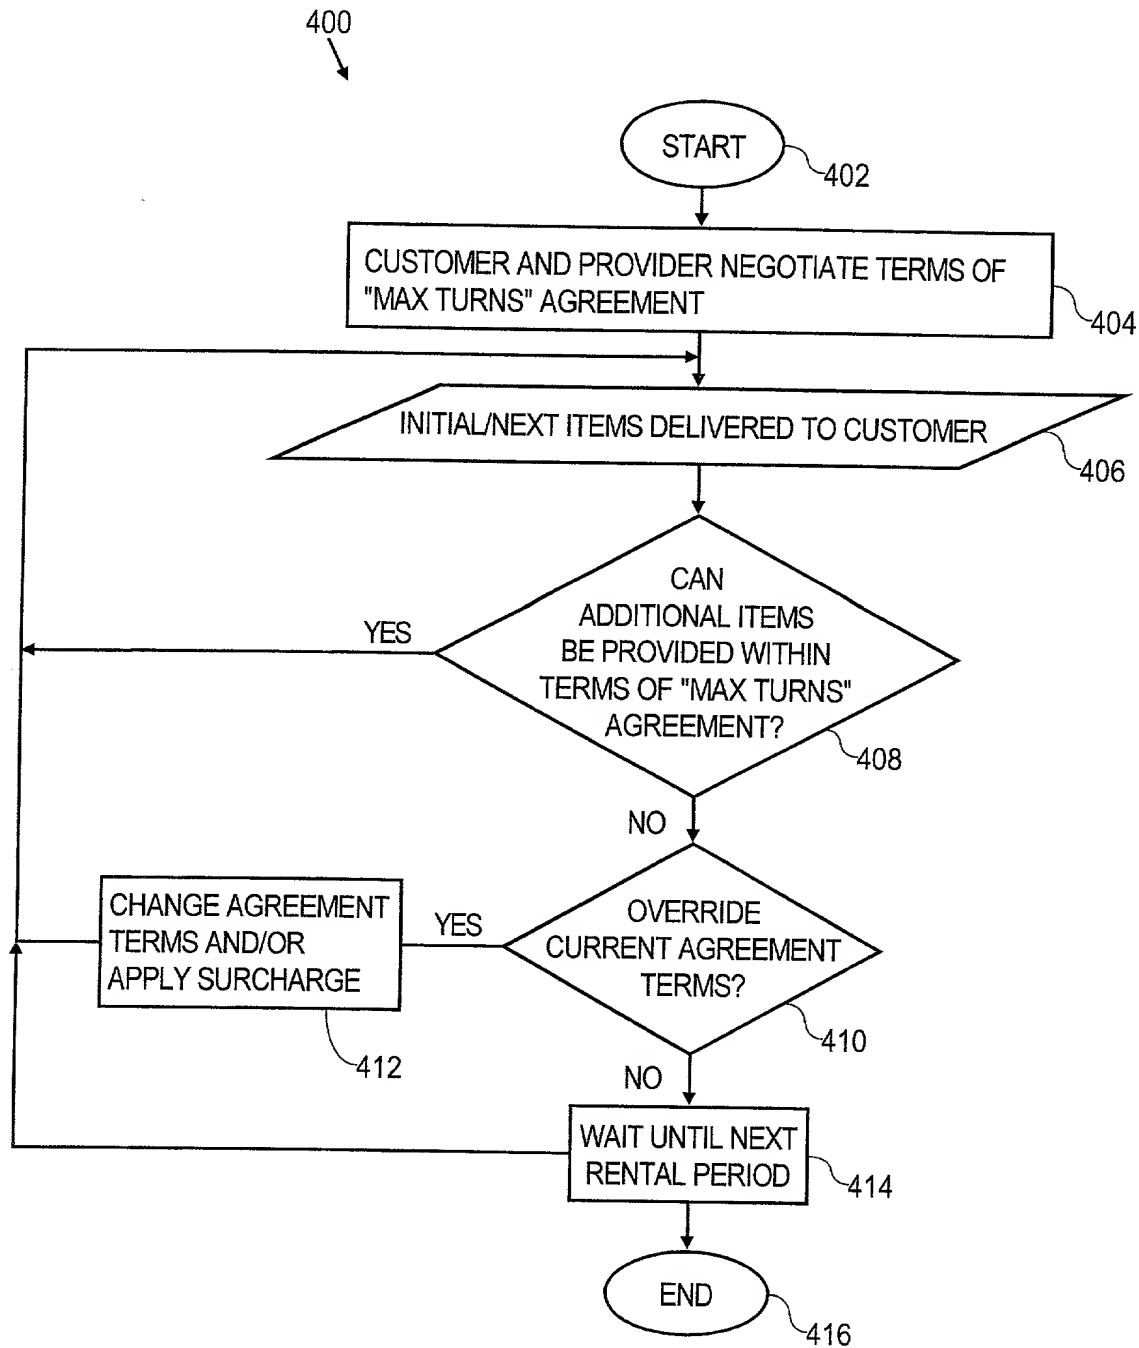 400
START
402
CUSTOMER AND PROVIDER NEGOTIATE TERMS OF
"MAX TURNS" AGREEMENT
404
INITIAL/NEXT ITEMS DELIVERED TO CUSTOMER
406
CAN
ADDITIONAL ITEMS
BE PROVIDED WITHIN
TERMS OF "MAX TURNS"
AGREEMENT?
YES
408
NO
OVERRIDE
CURRENT AGREEMENT
TERMS?
YES
410
CHANGE AGREEMENT
TERMS AND/OR
APPLY SURCHARGE
412
NO
WAIT UNTIL NEXT
RENTAL PERIOD
414
END
416